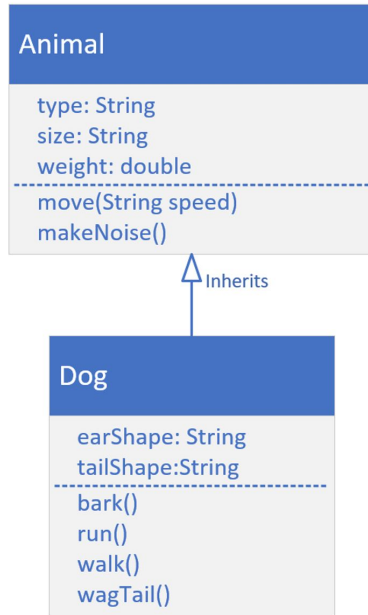 Animal
type: String
size: String
weight: double
move(String speed)
makeNoise()
Inherits
Dog
earShape: String
tailShape:String
bark()
run()
walk()
wagTail()